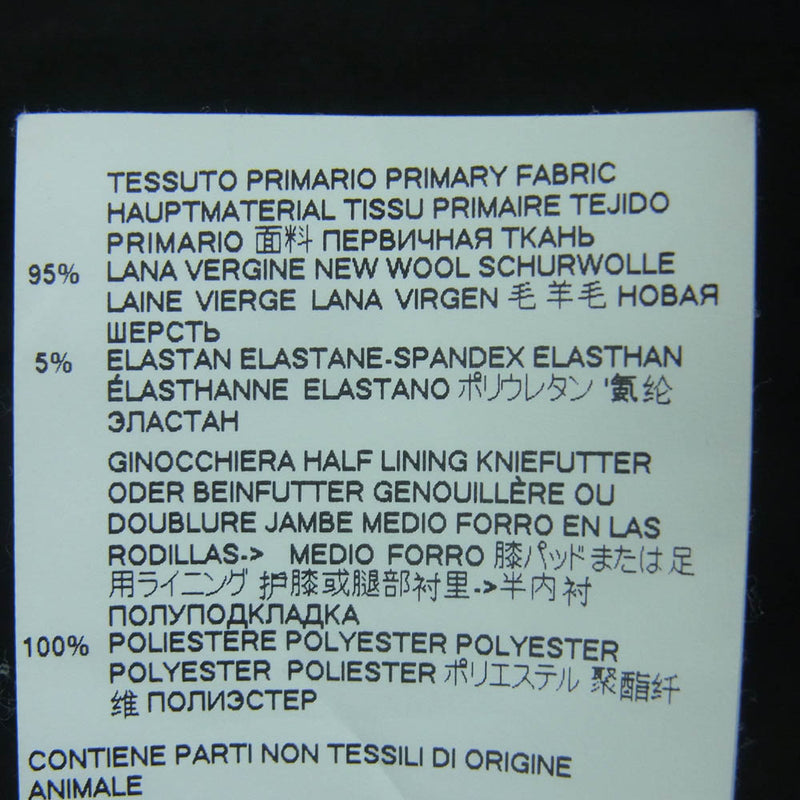 TESSUTO PRIMARIO PRIMARY FABRIC
HAUPTMATERIAL TISSU PRIMAIRE TEJIDO
PRIMARIO 面料 ПЕРВИЧНАЯ ТКАНЬ
95% LANA VERGINE NEW WOOL SCHURWOLLE
LAINE VIERGE LANA VIRGEN 毛 羊毛 НОВАЯ
ШЕРСТЬ
5% ELASTAN ELASTANE-SPANDEX ELASTHAN
ÉLASTHANNE ELASTANO ポリウレタン '氨纶
ЭЛАСТАН
GINOCCHIERA HALF LINING KNIEFUTTER
ODER BEINFUTTER GENOUILLÈRE OU
DOUBLURE JAMBE MEDIO FORRO EN LAS
RODILLAS-> MEDIO FORRO 膝パッド または 足
用ライニング 护膝或腿部衬里->半内衬
ПОЛУПОДКЛАДКА
100% POLIESTERE POLYESTER POLYESTER
POLYESTER POLIESTER ポリエステル 聚酯纤
维 ПОЛИЭСТЕР
CONTIENE PARTI NON TESSILI DI ORIGINE
ANIMALE